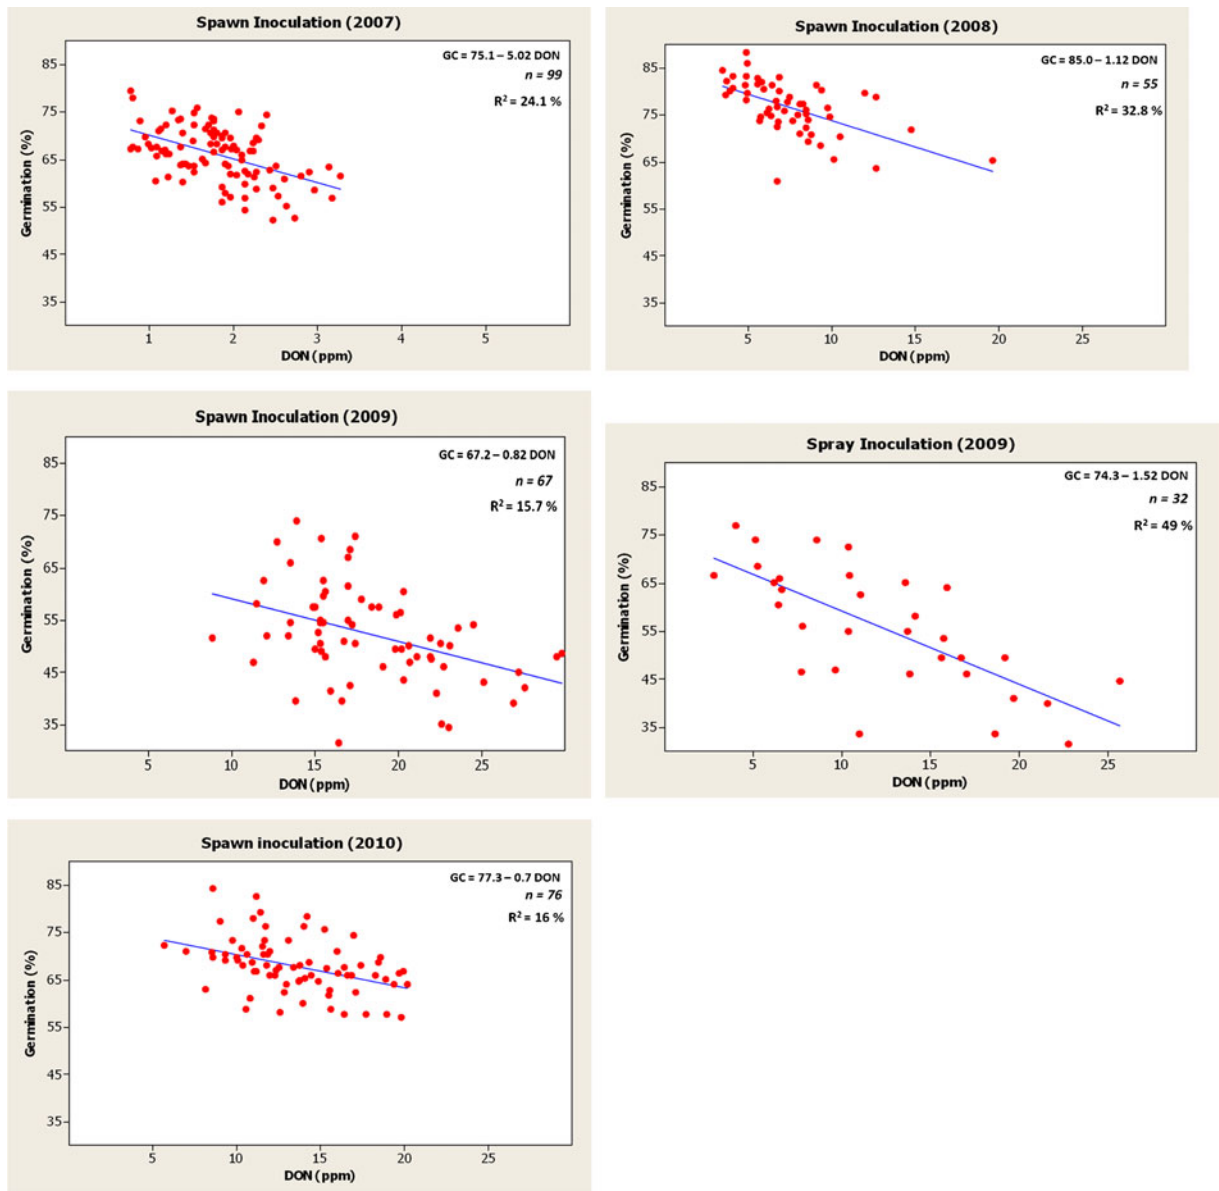 Spawn Inoculation (2007)
GC = 75.1 – 5.02 DON
n = 99
R² = 24.1 %
Germination (%)
85
75
65
55
45
35
1 2 3 4 5
DON (ppm)
Spawn Inoculation (2008)
GC = 85.0 – 1.12 DON
n = 55
R² = 32.8 %
Germination (%)
85
75
65
55
45
35
5 10 15 20 25
DON (ppm)
Spawn Inoculation (2009)
GC = 67.2 – 0.82 DON
n = 67
R² = 15.7 %
Germination (%)
85
75
65
55
45
35
5 10 15 20 25
DON (ppm)
Spray Inoculation (2009)
GC = 74.3 – 1.52 DON
n = 32
R² = 49 %
Germination (%)
85
75
65
55
45
35
5 10 15 20 25
DON (ppm)
Spawn inoculation (2010)
GC = 77.3 – 0.7 DON
n = 76
R² = 16 %
Germination (%)
85
75
65
55
45
35
5 10 15 20 25
DON (ppm)